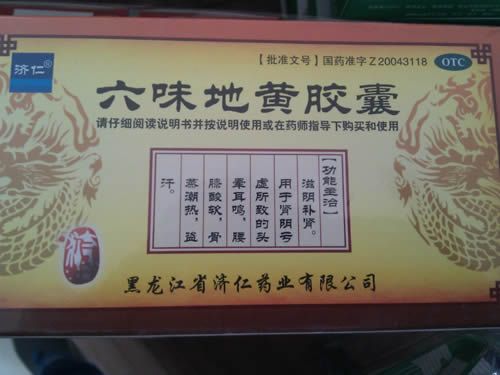 济仁®
【批准文号】国药准字Z20043118
OTC
六味地黄胶囊
请仔细阅读说明书并按说明使用或在药师指导下购买和使用
【功能主治】
滋阴补肾。
用于肾阴亏
虚所致的头
晕耳鸣，腰
膝酸软，骨
蒸潮热，盗
汗。
黑龙江省济仁药业有限公司